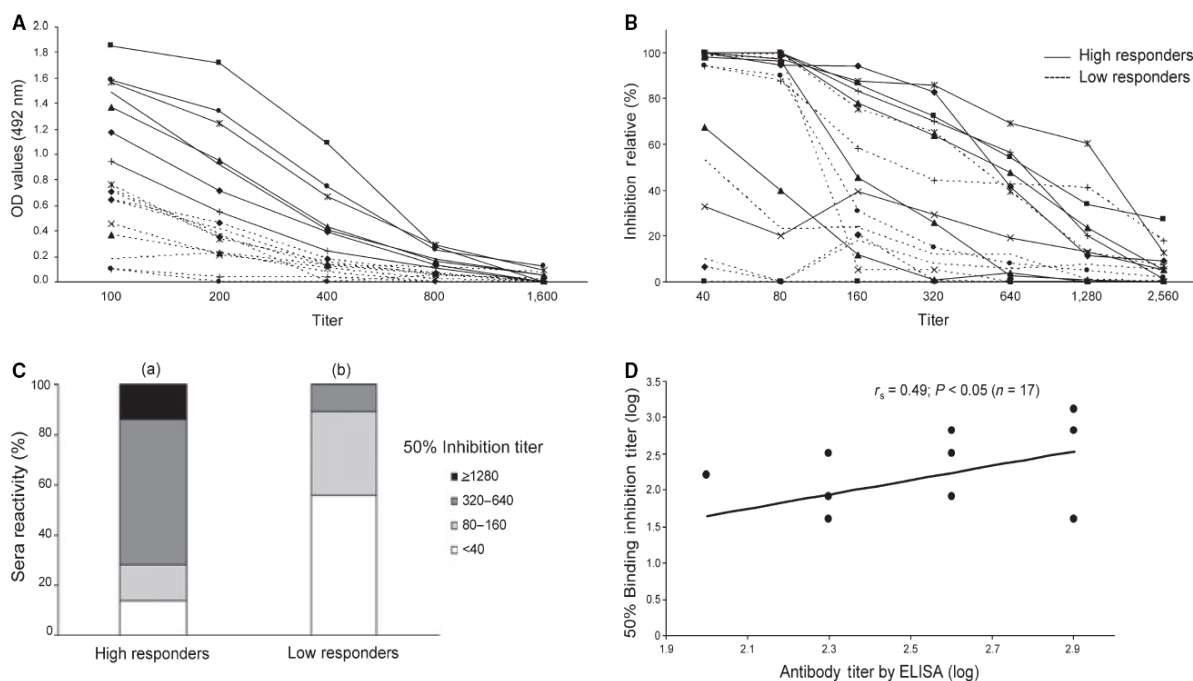 A
OD values (492 nm)
2.0
1.8
1.6
1.4
1.2
1.0
0.8
0.6
0.4
0.2
0.0
100 200 400 800 1,600
Titer
B
Inhibition relative (%)
100
80
60
40
20
0
40 80 160 320 640 1,280 2,560
Titer
High responders
Low responders
C
(a) (b)
Sera reactivity (%)
100
80
60
40
20
0
High responders Low responders
50% Inhibition titer
≥1280
320–640
80–160
<40
D
r_s = 0.49; P < 0.05 (n = 17)
50% Binding inhibition titer (log)
3.5
3.0
2.5
2.0
1.5
1.0
0.5
0
1.9 2.1 2.3 2.5 2.7 2.9
Antibody titer by ELISA (log)